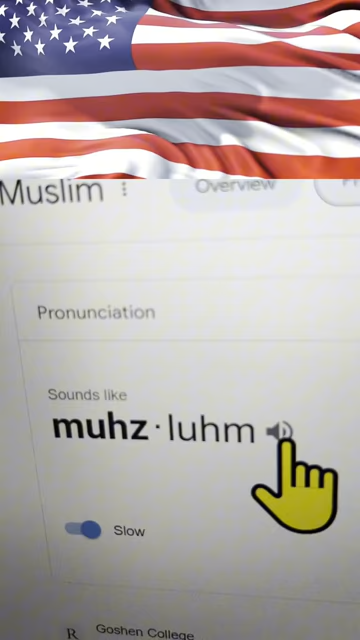 Muslim
Overview
Pronunciation
Sounds like
muhz·luhm
Slow
R Goshen College